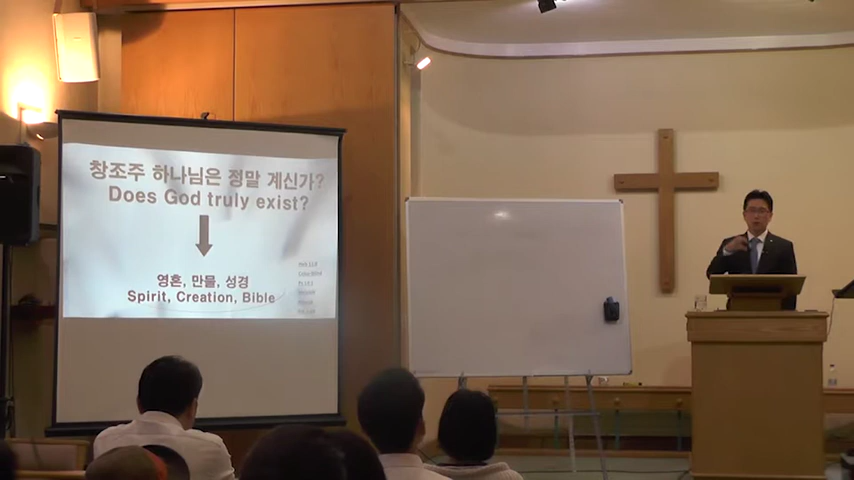 창조주 하나님은 정말 계신가?
Does God truly exist?
영혼, 만물, 성경
Spirit, Creation, Bible